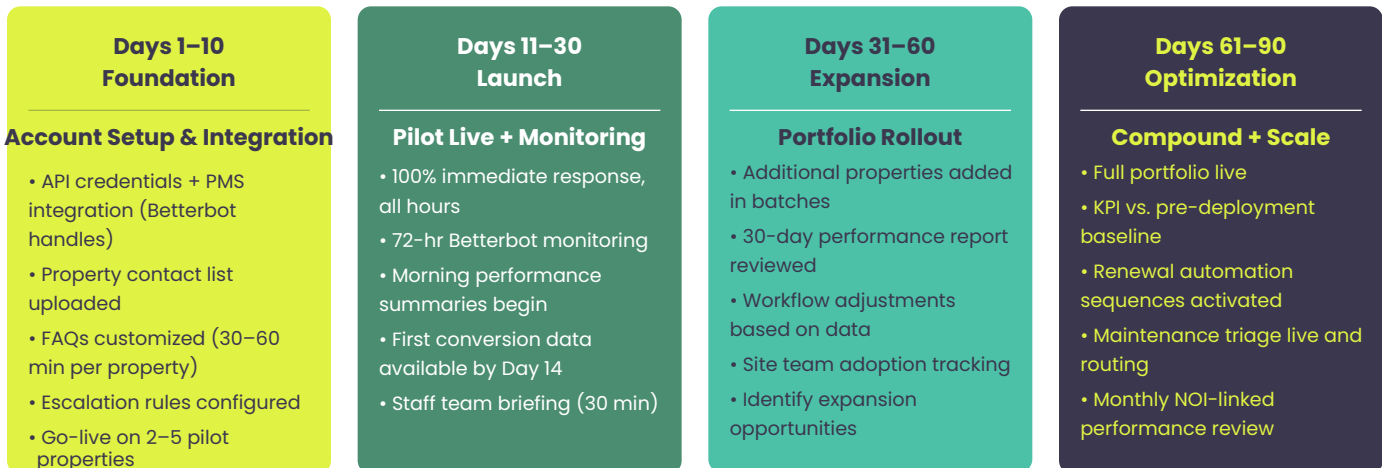 Days 1–10
Foundation
Account Setup & Integration
• API credentials + PMS
integration (Betterbot
handles)
• Property contact list
uploaded
• FAQs customized (30–60
min per property)
• Escalation rules configured
• Go-live on 2–5 pilot
properties
Days 11–30
Launch
Pilot Live + Monitoring
• 100% immediate response,
all hours
• 72-hr Betterbot monitoring
• Morning performance
summaries begin
• First conversion data
available by Day 14
• Staff team briefing (30 min)
Days 31–60
Expansion
Portfolio Rollout
• Additional properties added
in batches
• 30-day performance report
reviewed
• Workflow adjustments
based on data
• Site team adoption tracking
• Identify expansion
opportunities
Days 61–90
Optimization
Compound + Scale
• Full portfolio live
• KPI vs. pre-deployment
baseline
• Renewal automation
sequences activated
• Maintenance triage live and
routing
• Monthly NOI-linked
performance review